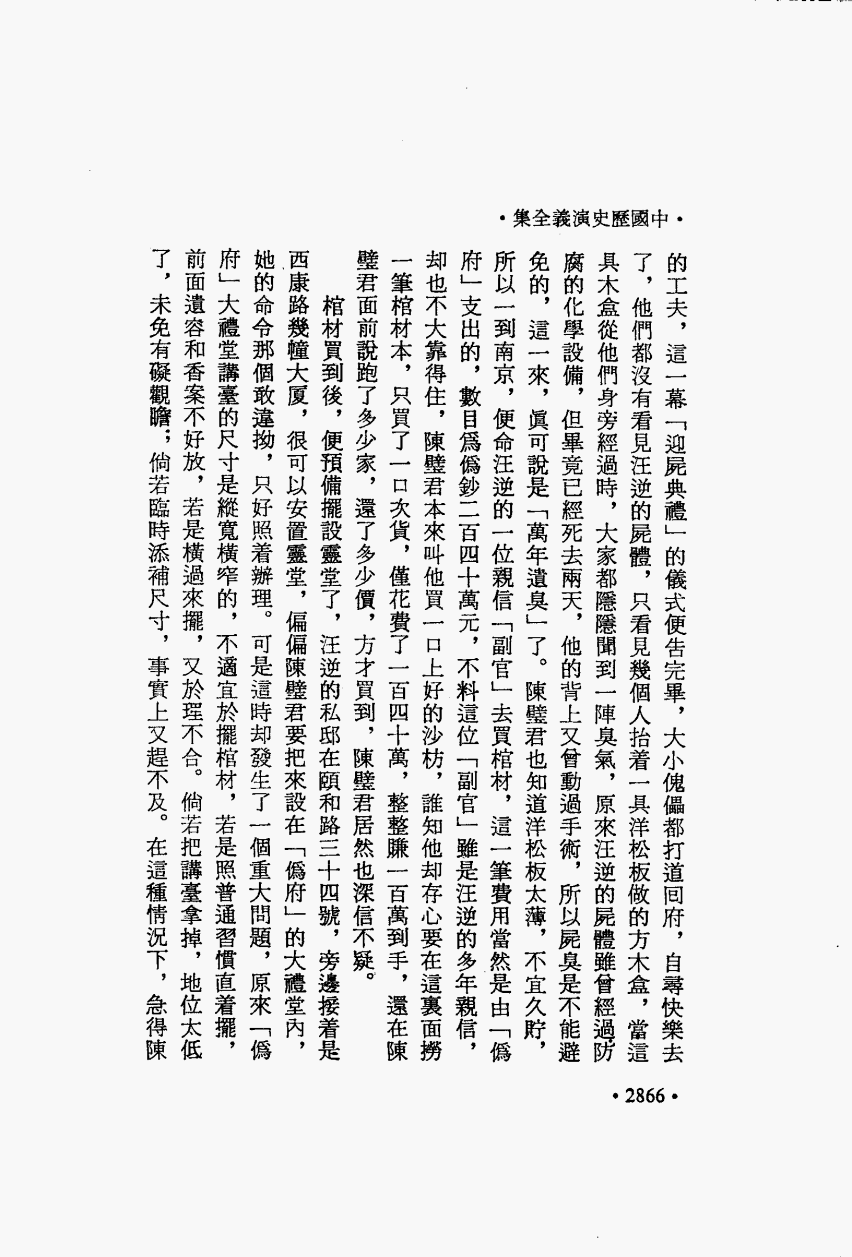 ·中國歷史演義全集·
的工夫，這一幕「迎屍典禮」的儀式便告完畢，大小傀儡都打道回府，自尋快樂去
了，他們都沒有看見汪逆的屍體，只看見幾個人抬着一具洋松板做的方木盒，當這
具木盒從他們身旁經過時，大家都隱隱聞到一陣臭氣，原來汪逆的屍體雖曾經過防
腐的化學設備，但畢竟已經死去兩天，他的背上又曾動過手術，所以屍臭是不能避
免的，這一來，眞可說是「萬年遺臭」了。陳璧君也知道洋松板太薄，不宜久貯，
所以一到南京，便命汪逆的一位親信「副官」去買棺材，這一筆費用當然是由「僞
府」支出的，數目爲僞鈔二百四十萬元，不料這位「副官」雖是汪逆的多年親信，
却也不大靠得住，陳璧君本來叫他買一口上好的沙枋，誰知他却存心要在這裏面撈
一筆棺材本，只買了一口次貨，僅花費了一百四十萬，整整賺一百萬到手，還在陳
璧君面前說跑了多少家，還了多少價，方才買到，陳璧君居然也深信不疑。
棺材買到後，便預備擺設靈堂了，汪逆的私邸在頤和路三十四號，旁邊接着是
西康路幾幢大厦，很可以安置靈堂，偏偏陳璧君要把來設在「僞府」的大禮堂內，
她的命令那個敢違拗，只好照着辦理。可是這時却發生了一個重大問題，原來「僞
府」大禮堂講臺的尺寸是縱寬橫窄的，不適宜於擺棺材，若是照普通習慣直着擺，
前面遺容和香案不好放，若是橫過來擺，又於理不合。倘若把講臺拿掉，地位太低
了，未免有礙觀瞻；倘若臨時添補尺寸，事實上又趕不及。在這種情況下，急得陳
·2866·